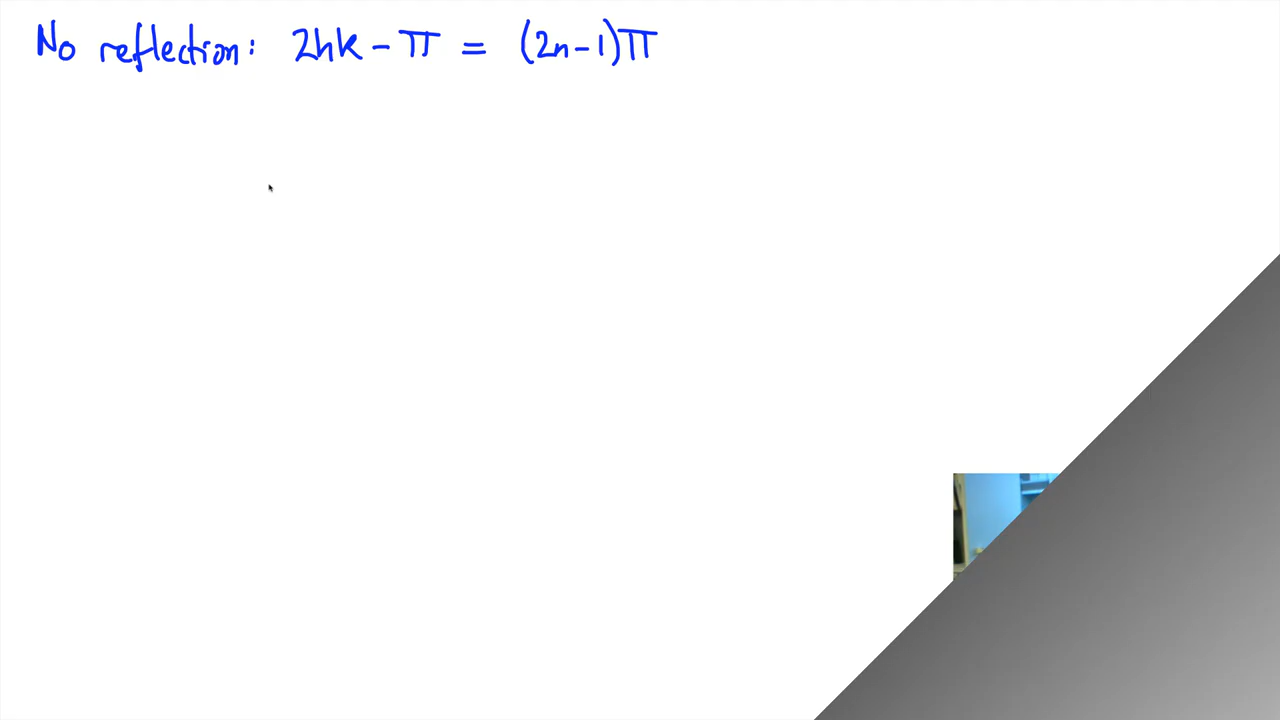 No reflection: 2hk - π = (2n-1)π